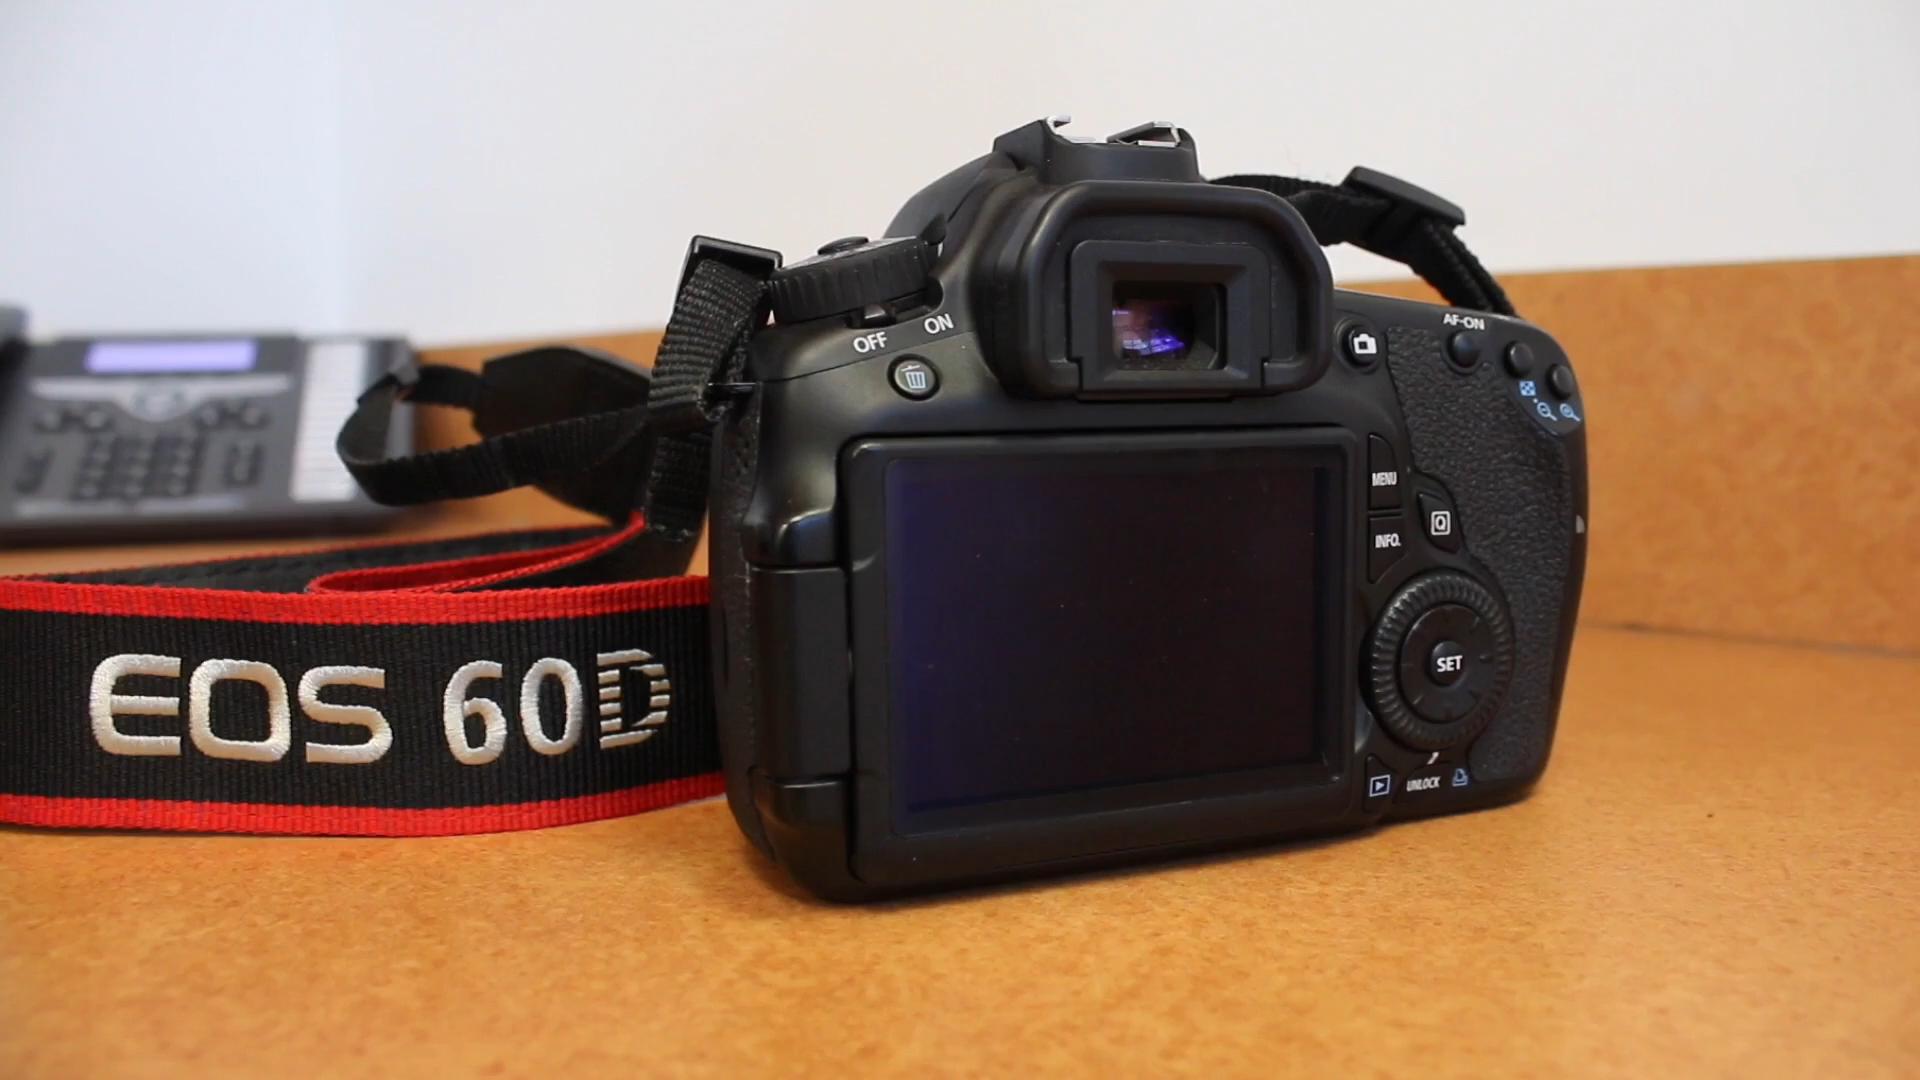 OFF ON
AF-ON
MENU
Q
INFO.
EOS 60D
SET
UNLOCK